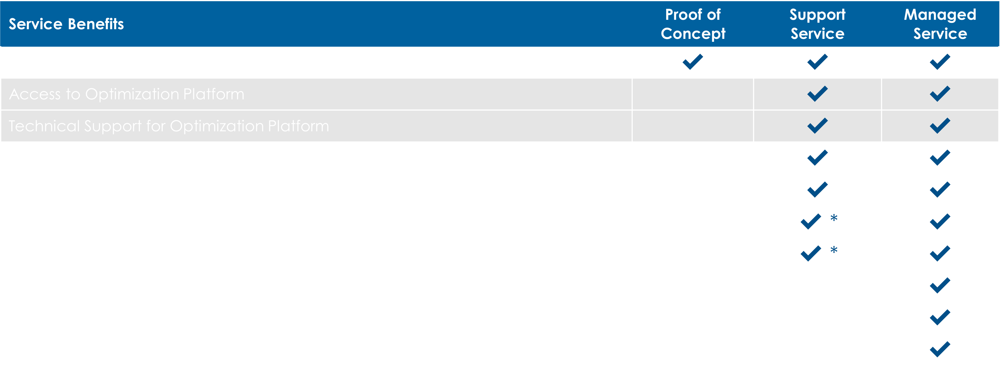 Service Benefits
Proof of
Concept
Support
Service
Managed
Service
Access to Optimization Platform
Technical Support for Optimization Platform
*
*